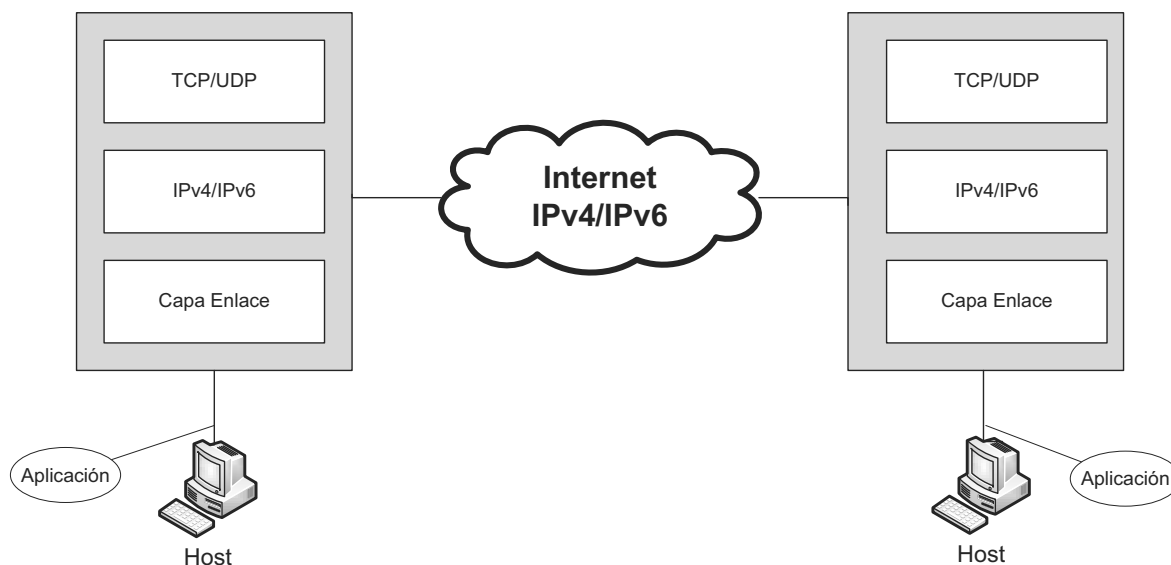 TCP/UDP
IPv4/IPv6
Capa Enlace
Aplicación
Host
Internet
IPv4/IPv6
TCP/UDP
IPv4/IPv6
Capa Enlace
Aplicación
Host